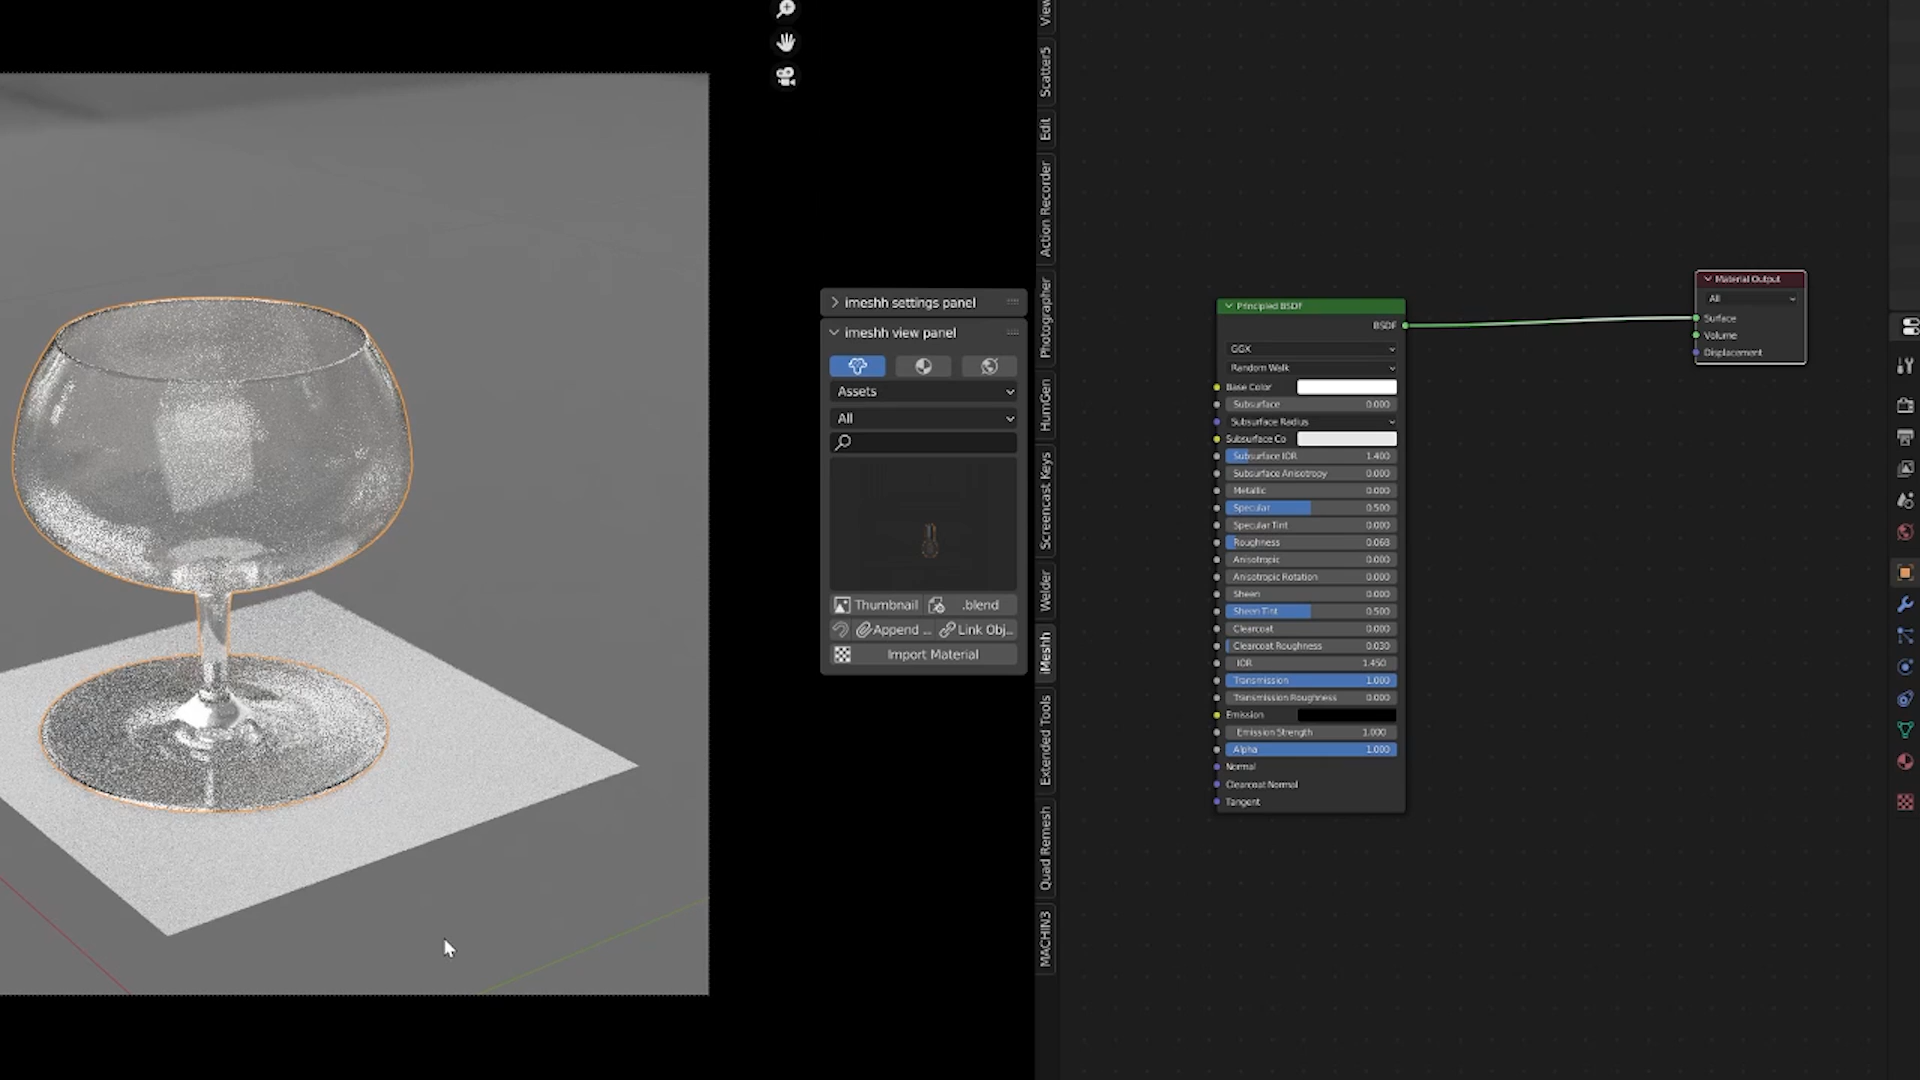 View
Scatter5
Edit
Action Recorder
Photographer
HumGen
Screencast Keys
Welder
iMeshh
Extended Tools
Quad Remesh
MACHIN3
imeshh settings panel
imeshh view panel
Assets
All
Thumbnail
.blend
Append ...
Link Obj...
Import Material
Principled BSDF
BSDF
GGX
Random Walk
Base Color
Subsurface 0.000
Subsurface Radius
Subsurface Co
Subsurface IOR 1.400
Subsurface Anisotropy 0.000
Metallic 0.000
Specular 0.500
Specular Tint 0.000
Roughness 0.068
Anisotropic 0.000
Anisotropic Rotation 0.000
Sheen 0.000
Sheen Tint 0.500
Clearcoat 0.000
Clearcoat Roughness 0.030
IOR 1.450
Transmission 1.000
Transmission Roughness 0.000
Emission
Emission Strength 1.000
Alpha 1.000
Normal
Clearcoat Normal
Tangent
Material Output
All
Surface
Volume
Displacement